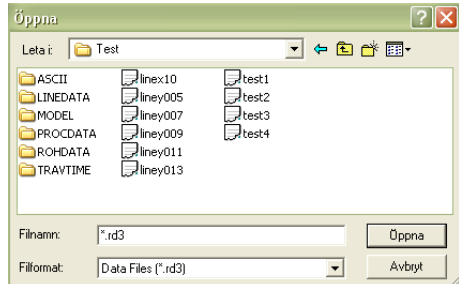 Öppna
Leta i: Test
ASCII linex10 test1
LINEDATA liney005 test2
MODEL liney007 test3
PROCDATA liney009 test4
ROHDATA liney011
TRAVTIME liney013
Filnamn: *.rd3 Öppna
Filformat: Data Files (*.rd3) Avbryt